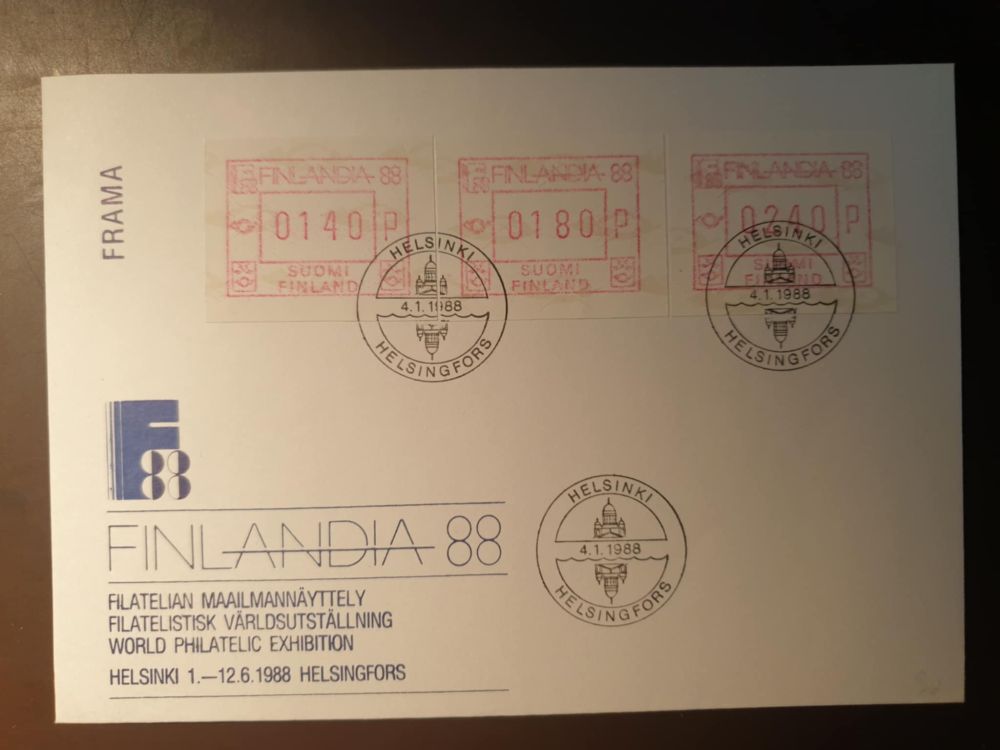 FRAMA
FINLANDIA 88
0140 P
SUOMI
FINLAND
FINLANDIA 88
0180 P
SUOMI
FINLAND
FINLANDIA 88
0240 P
SUOMI
FINLAND
HELSINKI
4.1.1988
HELSINGFORS
HELSINKI
4.1.1988
HELSINGFORS
F
88
FINLANDIA 88
FILATELIAN MAAILMANNÄYTTELY
FILATELISTISK VÄRLDSUTSTÄLLNING
WORLD PHILATELIC EXHIBITION
HELSINKI 1.—12.6.1988 HELSINGFORS
HELSINKI
4.1.1988
HELSINGFORS